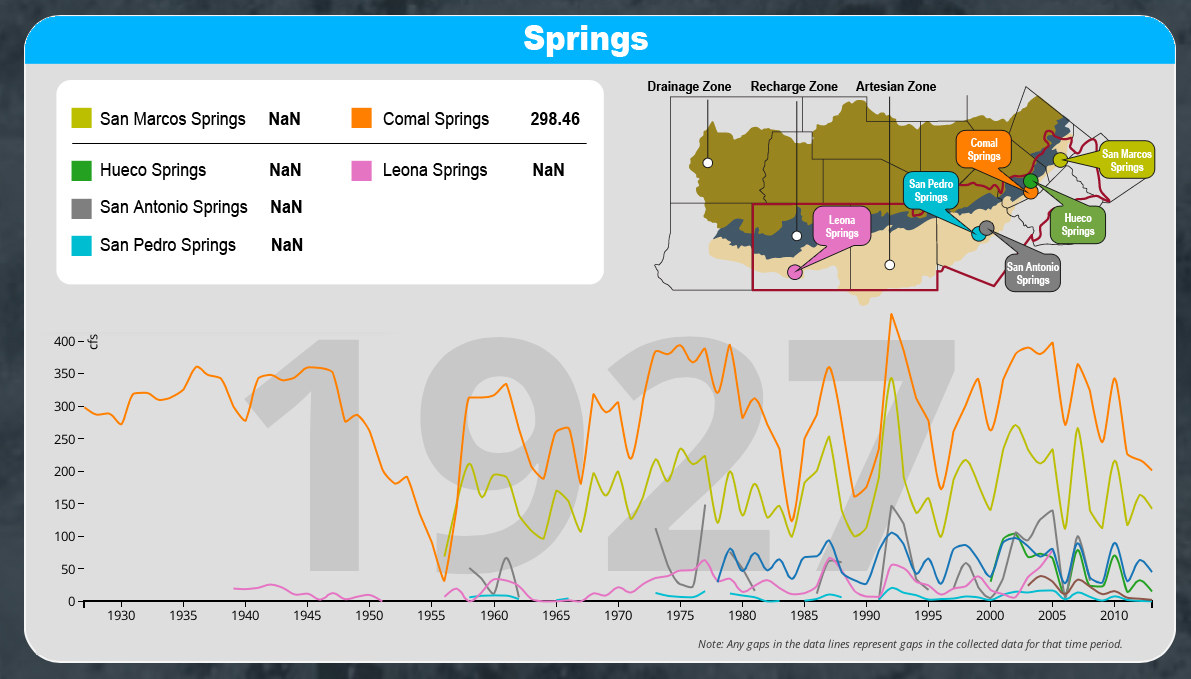 Springs
San Marcos Springs NaN Comal Springs 298.46
Hueco Springs NaN Leona Springs NaN
San Antonio Springs NaN
San Pedro Springs NaN
Drainage Zone Recharge Zone Artesian Zone
Comal
Springs
San Marcos
Springs
San Pedro
Springs
Leona
Springs
Hueco
Springs
San Antonio
Springs
1927
cfs
400
350
300
250
200
150
100
50
0
1930 1935 1940 1945 1950 1955 1960 1965 1970 1975 1980 1985 1990 1995 2000 2005 2010
Note: Any gaps in the data lines represent gaps in the collected data for that time period.